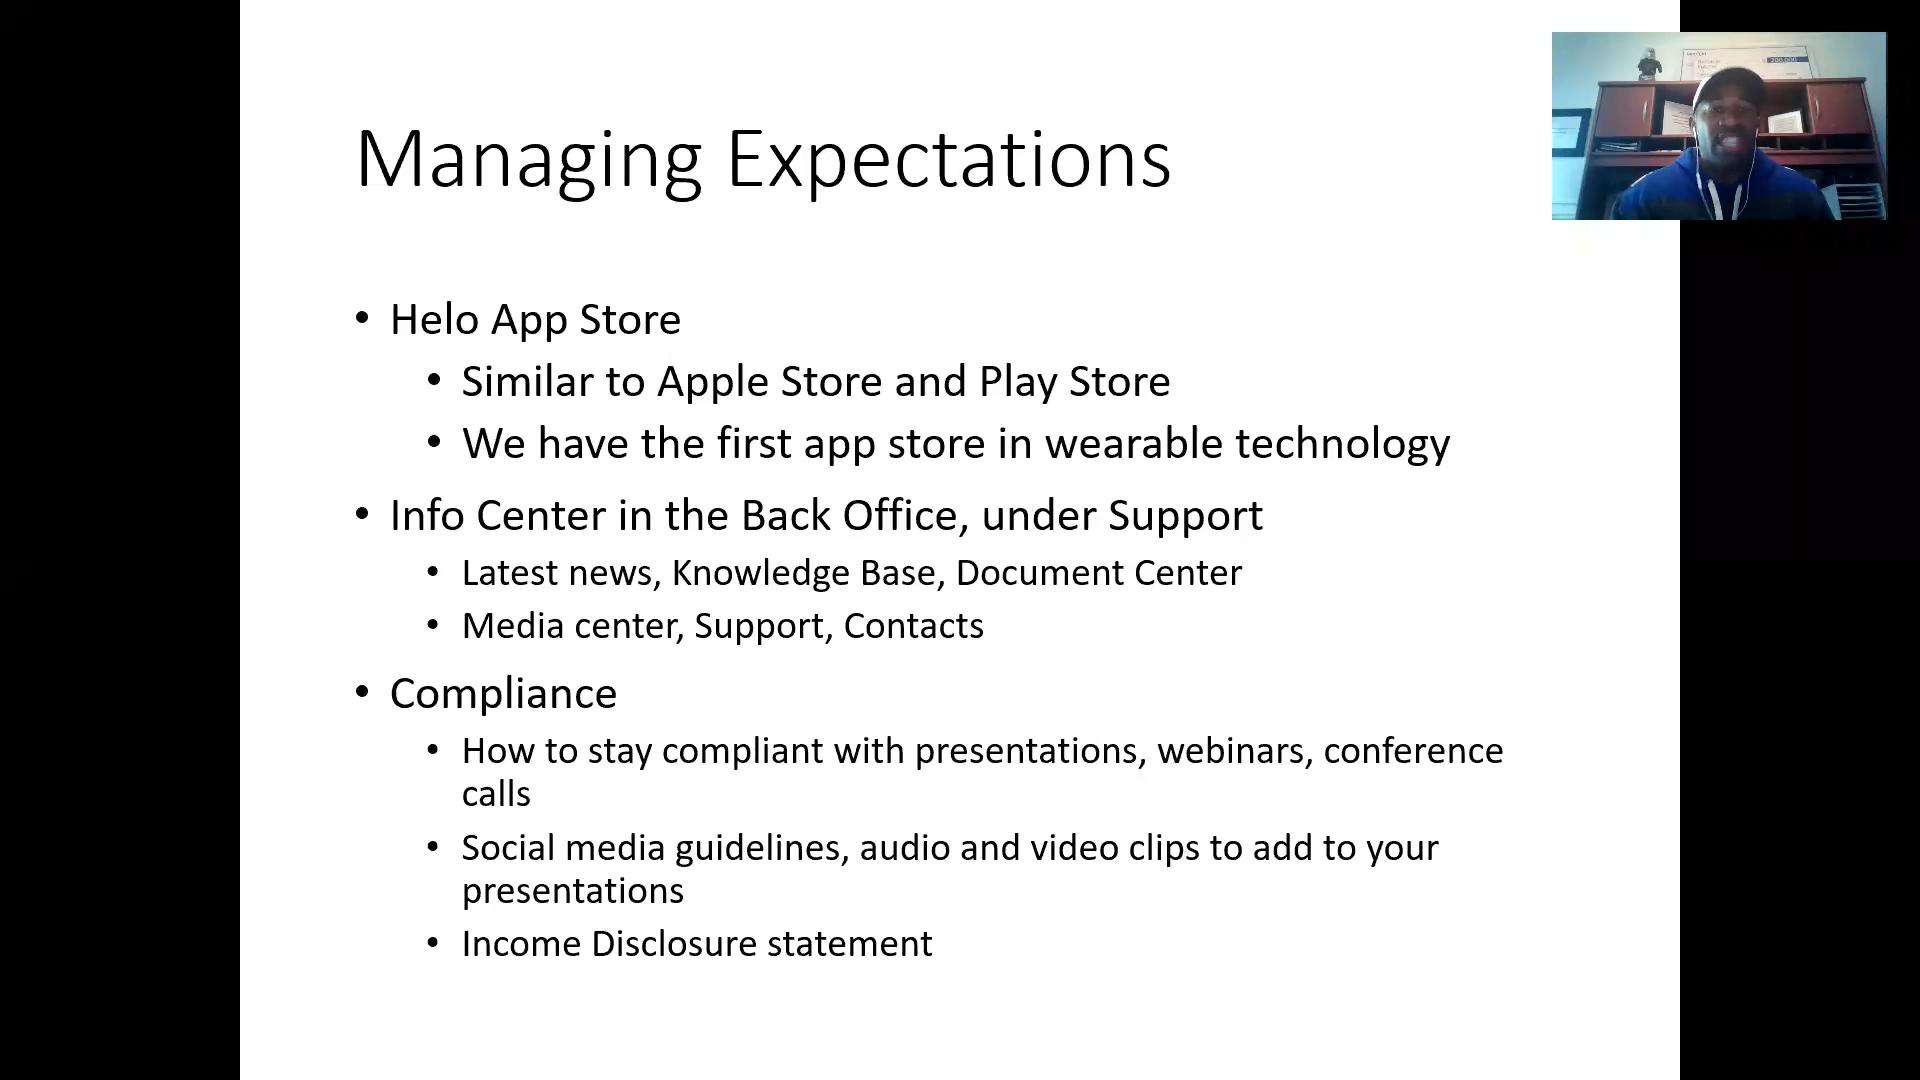 Managing Expectations
• Helo App Store
• Similar to Apple Store and Play Store
• We have the first app store in wearable technology
• Info Center in the Back Office, under Support
• Latest news, Knowledge Base, Document Center
• Media center, Support, Contacts
• Compliance
• How to stay compliant with presentations, webinars, conference
calls
• Social media guidelines, audio and video clips to add to your
presentations
• Income Disclosure statement